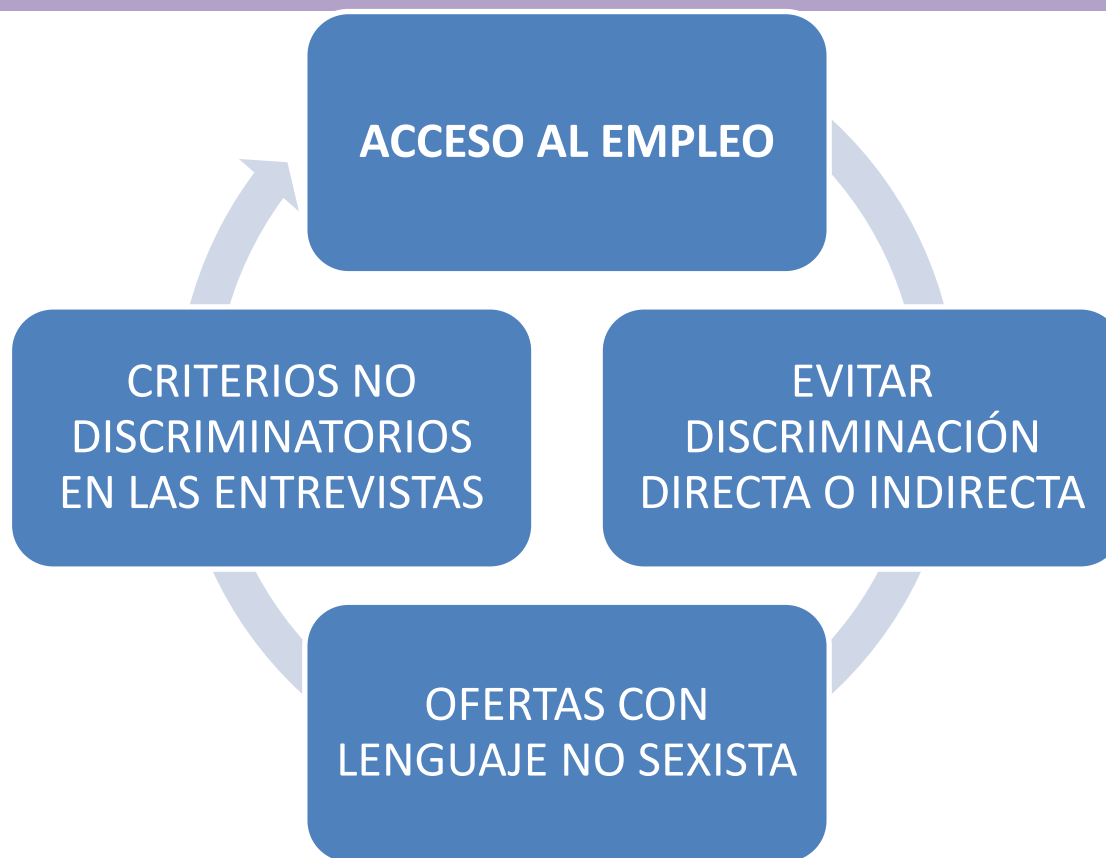 ACCESO AL EMPLEO
EVITAR
DISCRIMINACIÓN
DIRECTA O INDIRECTA
OFERTAS CON
LENGUAJE NO SEXISTA
CRITERIOS NO
DISCRIMINATORIOS
EN LAS ENTREVISTAS